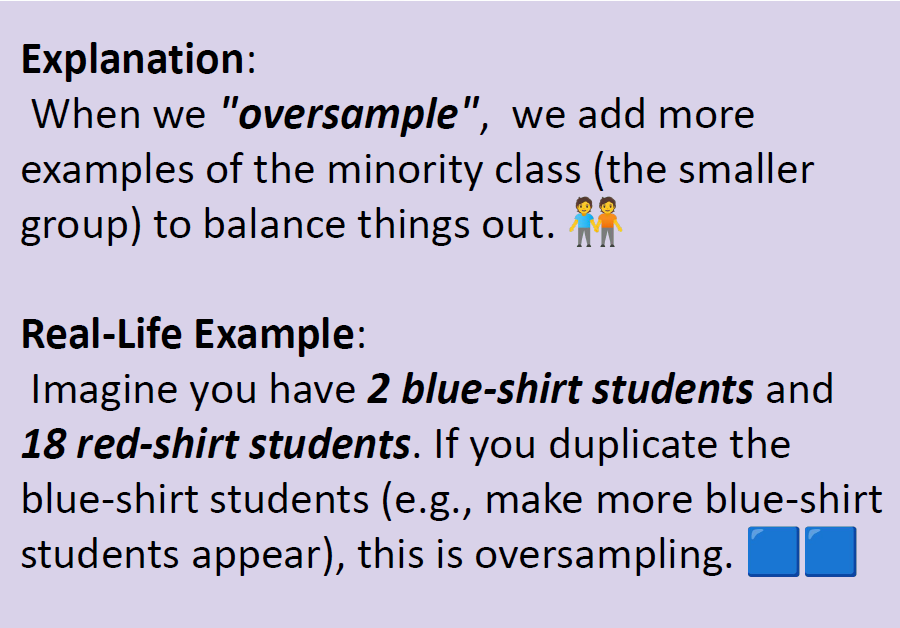 Explanation:
When we "oversample",  we add more
examples of the minority class (the smaller
group) to balance things out. 🧑‍🤝‍🧑
Real-Life Example:
Imagine you have 2 blue-shirt students and
18 red-shirt students. If you duplicate the
blue-shirt students (e.g., make more blue-shirt
students appear), this is oversampling. 🟦🟦